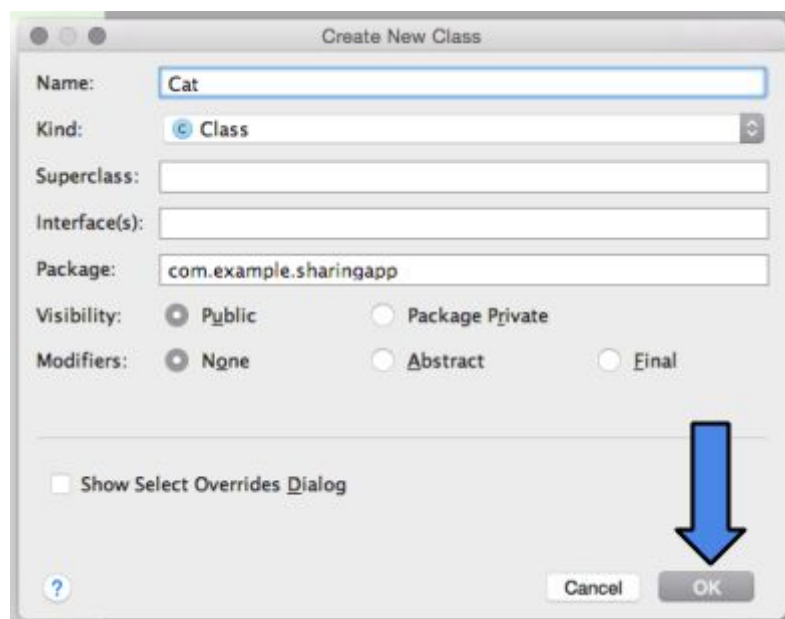 Create New Class
Name: Cat
Kind: C Class
Superclass:
Interface(s):
Package: com.example.sharingapp
Visibility: Public Package Private
Modifiers: None Abstract Final
Show Select Overrides Dialog
? Cancel OK